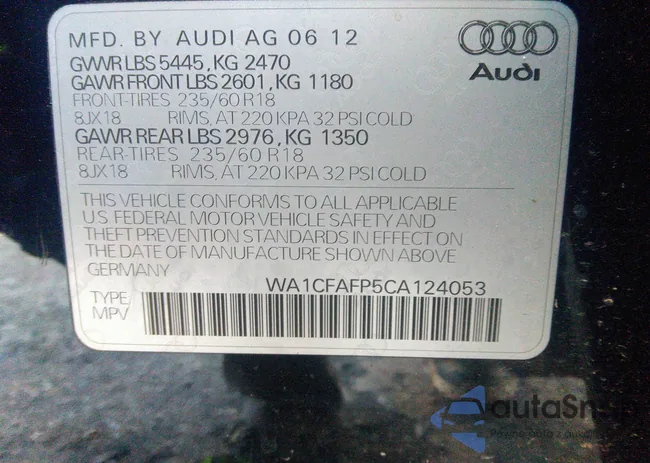 MFD. BY AUDI AG 06 12
GVWR LBS 5445, KG 2470
GAWR FRONT LBS 2601, KG 1180
FRONT-TIRES 235/60 R18
8JX18 RIMS, AT 220 KPA 32 PSI COLD
GAWR REAR LBS 2976, KG 1350
REAR-TIRES 235/60 R18
8JX18 RIMS, AT 220 KPA 32 PSI COLD
Audi
THIS VEHICLE CONFORMS TO ALL APPLICABLE
U.S. FEDERAL MOTOR VEHICLE SAFETY AND
THEFT PREVENTION STANDARDS IN EFFECT ON
THE DATE OF MANUFACTURE SHOWN ABOVE
GERMANY
WA1CFAFP5CA124053
TYPE:
MPV
autaSnap
Pewne auta z